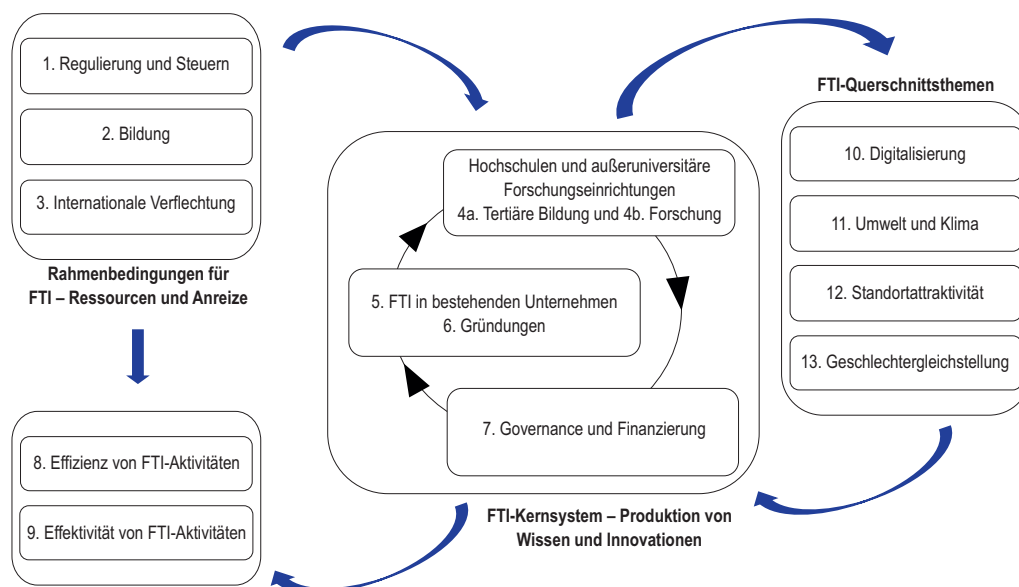 1. Regulierung und Steuern
2. Bildung
3. Internationale Verflechtung
Rahmenbedingungen für
FTI – Ressourcen und Anreize
8. Effizienz von FTI-Aktivitäten
9. Effektivität von FTI-Aktivitäten
Hochschulen und außeruniversitäre
Forschungseinrichtungen
4a. Tertiäre Bildung und 4b. Forschung
5. FTI in bestehenden Unternehmen
6. Gründungen
7. Governance und Finanzierung
FTI-Kernsystem – Produktion von
Wissen und Innovationen
FTI-Querschnittsthemen
10. Digitalisierung
11. Umwelt und Klima
12. Standortattraktivität
13. Geschlechtergleichstellung